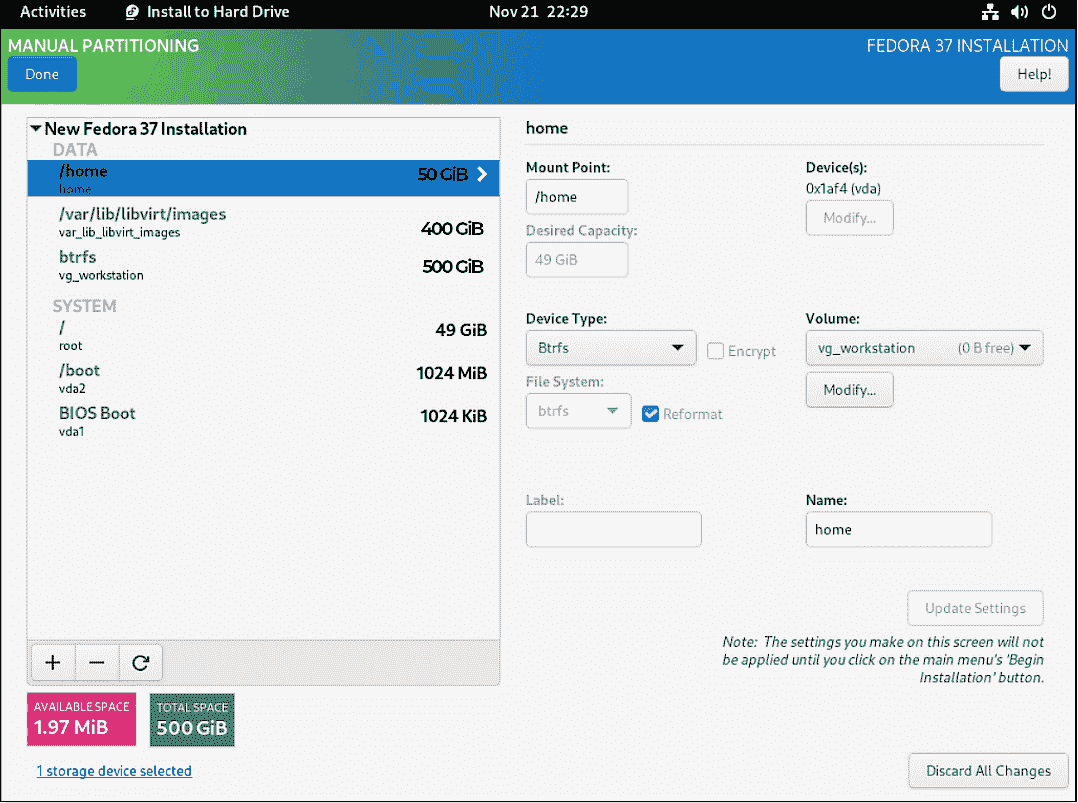 Activities
Install to Hard Drive
Nov 21 22:29
MANUAL PARTITIONING
FEDORA 37 INSTALLATION
Done
Help!
New Fedora 37 Installation
DATA
/home
50 GiB
home
/var/lib/libvirt/images
var_lib_libvirt_images
400 GiB
btrfs
vg_workstation
500 GiB
SYSTEM
/
root
49 GiB
/boot
vda2
1024 MiB
BIOS Boot
vda1
1024 KiB
home
Mount Point:
/home
Desired Capacity:
49 GiB
Device(s):
0x1af4 (vda)
Modify...
Device Type:
Btrfs
Encrypt
File System:
btrfs
Reformat
Volume:
vg_workstation (0 B free)
Modify...
Label:
Name:
home
Update Settings
Note: The settings you make on this screen will not
be applied until you click on the main menu's 'Begin
Installation' button.
AVAILABLE SPACE
1.97 MiB
TOTAL SPACE
500 GiB
1 storage device selected
Discard All Changes